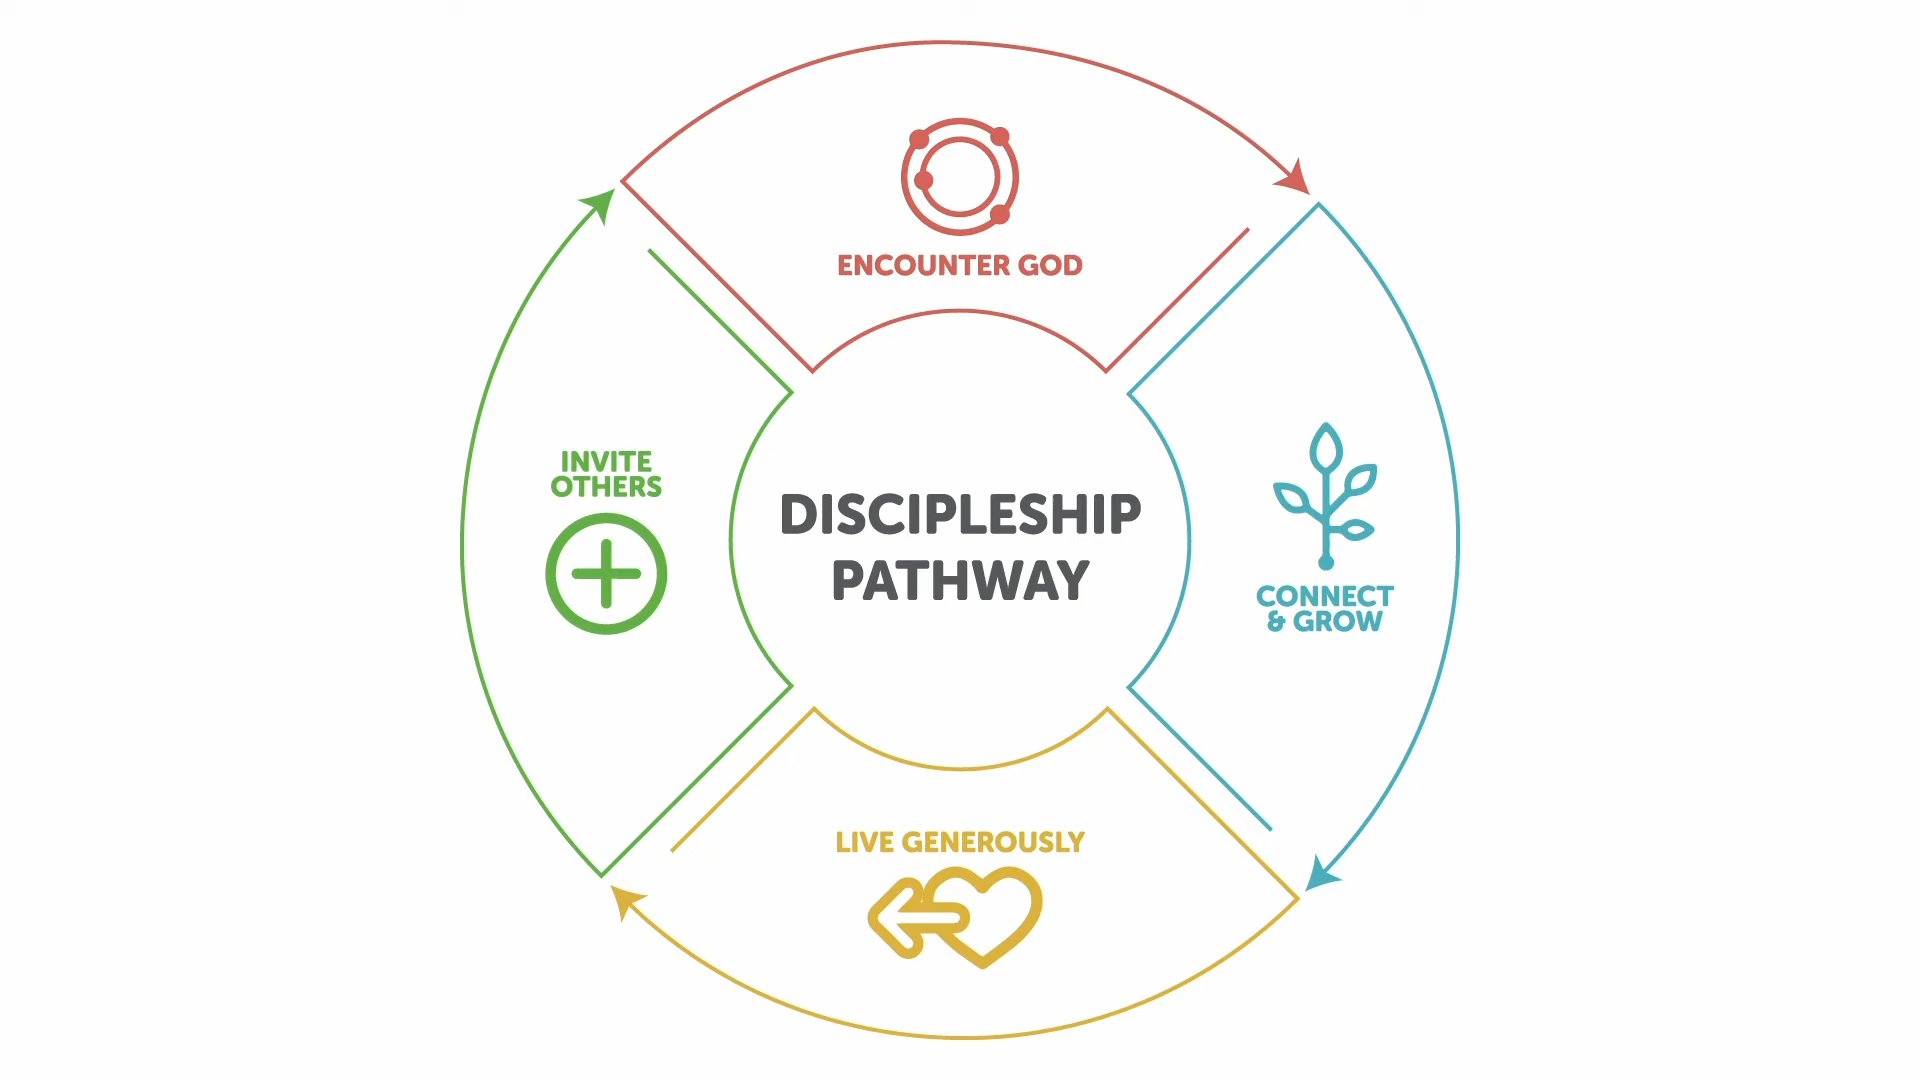 ENCOUNTER GOD
INVITE
OTHERS
DISCIPLESHIP
PATHWAY
CONNECT
& GROW
LIVE GENEROUSLY